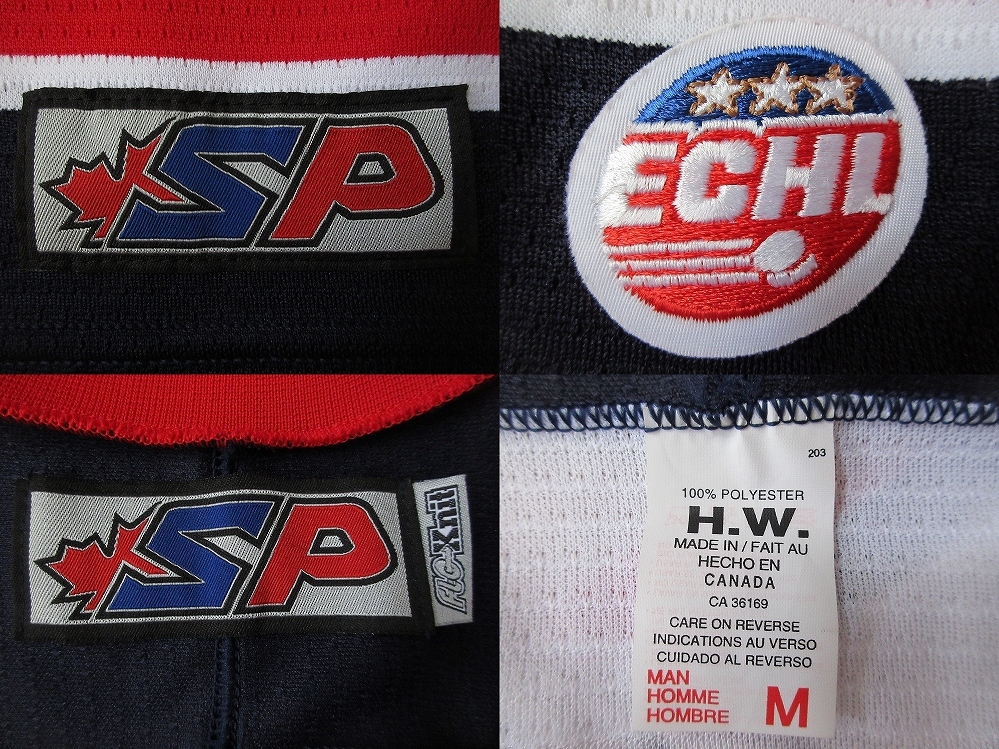 SP
ECHL
SP
Air-Knit
203
100% POLYESTER
H.W.
MADE IN / FAIT AU
HECHO EN
CANADA
CA 36169
CARE ON REVERSE
INDICATIONS AU VERSO
CUIDADO AL REVERSO
MAN
HOMME
HOMBRE
M